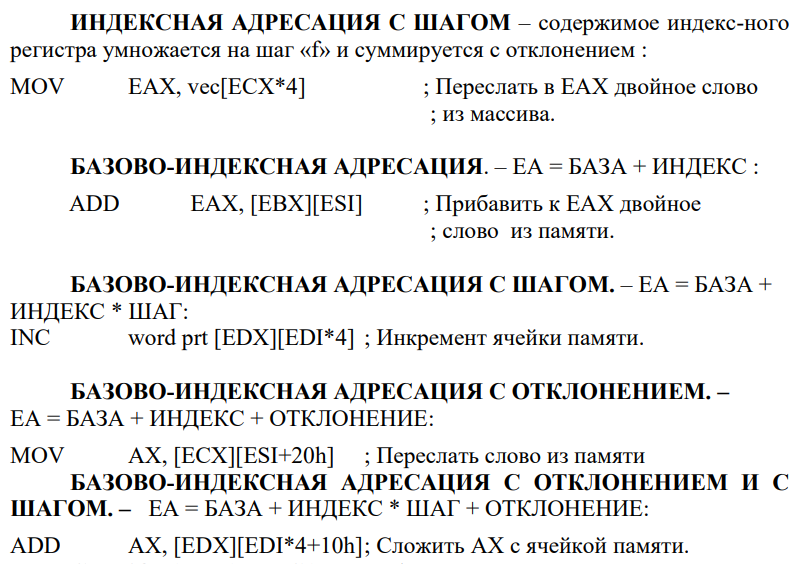 ИНДЕКСНАЯ АДРЕСАЦИЯ С ШАГОМ – содержимое индекс-ного
регистра умножается на шаг «f» и суммируется с отклонением :
MOV EAX, vec[ECX*4] ; Переслать в EAX двойное слово
; из массива.
БАЗОВО-ИНДЕКСНАЯ АДРЕСАЦИЯ. – EA = БАЗА + ИНДЕКС :
ADD EAX, [EBX][ESI] ; Прибавить к EAX двойное
; слово из памяти.
БАЗОВО-ИНДЕКСНАЯ АДРЕСАЦИЯ С ШАГОМ. – EA = БАЗА +
ИНДЕКС * ШАГ:
INC word prt [EDX][EDI*4] ; Инкремент ячейки памяти.
БАЗОВО-ИНДЕКСНАЯ АДРЕСАЦИЯ С ОТКЛОНЕНИЕМ. –
EA = БАЗА + ИНДЕКС + ОТКЛОНЕНИЕ:
MOV AX, [ECX][ESI+20h] ; Переслать слово из памяти
БАЗОВО-ИНДЕКСНАЯ АДРЕСАЦИЯ С ОТКЛОНЕНИЕМ И С
ШАГОМ. – EA = БАЗА + ИНДЕКС * ШАГ + ОТКЛОНЕНИЕ:
ADD AX, [EDX][EDI*4+10h]; Сложить AX с ячейкой памяти.